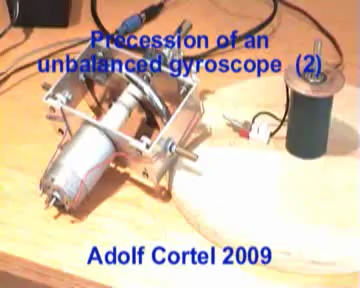 Precession of an
unbalanced gyroscope (2)
Adolf Cortel 2009